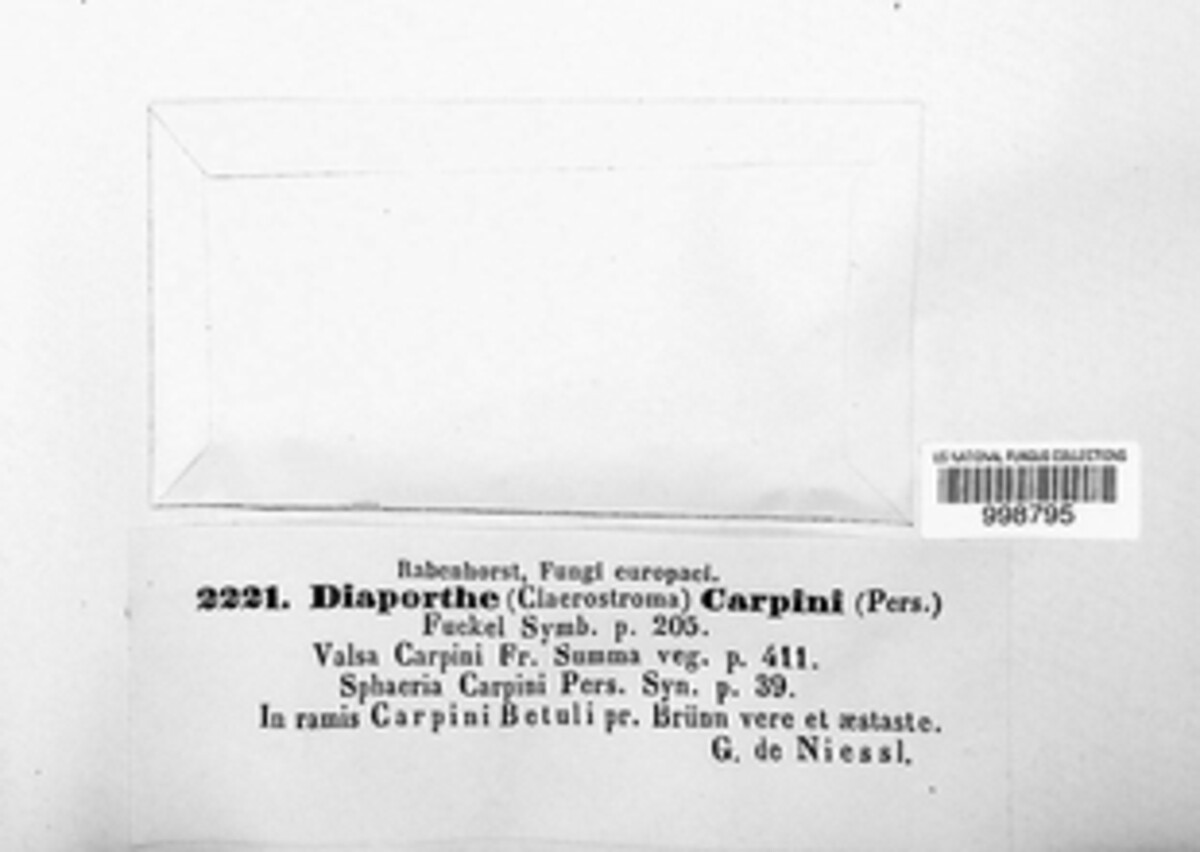 US NATIONAL FUNGUS COLLECTIONS
998795
Rabenhorst, Fungi europaei.
2221. Diaporthe (Claerostroma) Carpini (Pers.)
Fuckel Symb. p. 205.
Valsa Carpini Fr. Summa veg. p. 411.
Sphaeria Carpini Pers. Syn. p. 39.
In ramis Carpini Betuli pr. Brünn vere et æstaste.
G. de Niessl.